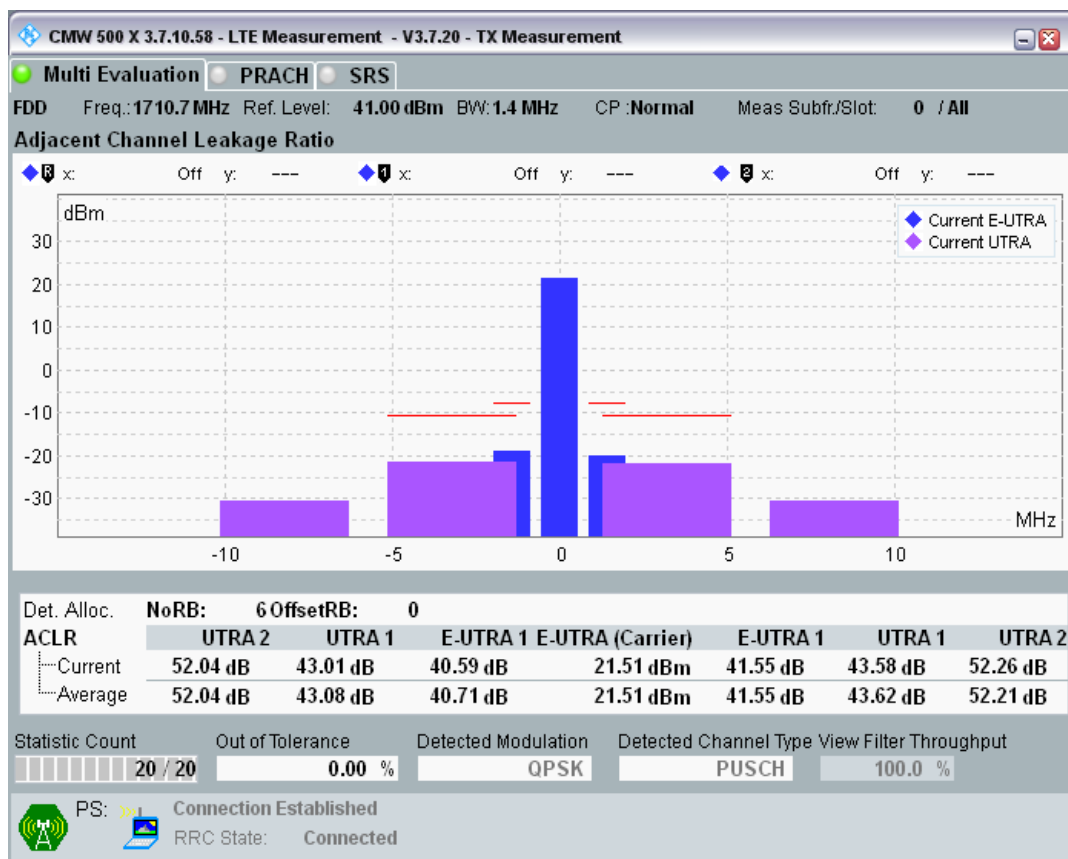 CMW 500 X 3.7.10.58 - LTE Measurement - V3.7.20 - TX Measurement
Multi Evaluation PRACH SRS
FDD Freq.: 1710.7 MHz Ref. Level: 41.00 dBm BW: 1.4 MHz CP :Normal Meas Subfr./Slot: 0 / All
Adjacent Channel Leakage Ratio
R x: Off y: --- 1 x: Off y: --- 2 x: Off y: ---
dBm
Current E-UTRA
Current UTRA
30
20
10
0
-10
-20
-30
MHz
-10 -5 0 5 10
Det. Alloc. NoRB: 6 OffsetRB: 0
ACLR UTRA 2 UTRA 1 E-UTRA 1 E-UTRA (Carrier) E-UTRA 1 UTRA 1 UTRA 2
Current 52.04 dB 43.01 dB 40.59 dB 21.51 dBm 41.55 dB 43.58 dB 52.26 dB
Average 52.04 dB 43.08 dB 40.71 dB 21.51 dBm 41.55 dB 43.62 dB 52.21 dB
Statistic Count Out of Tolerance Detected Modulation Detected Channel Type View Filter Throughput
20 / 20 0.00 % QPSK PUSCH 100.0 %
PS: Connection Established
RRC State: Connected